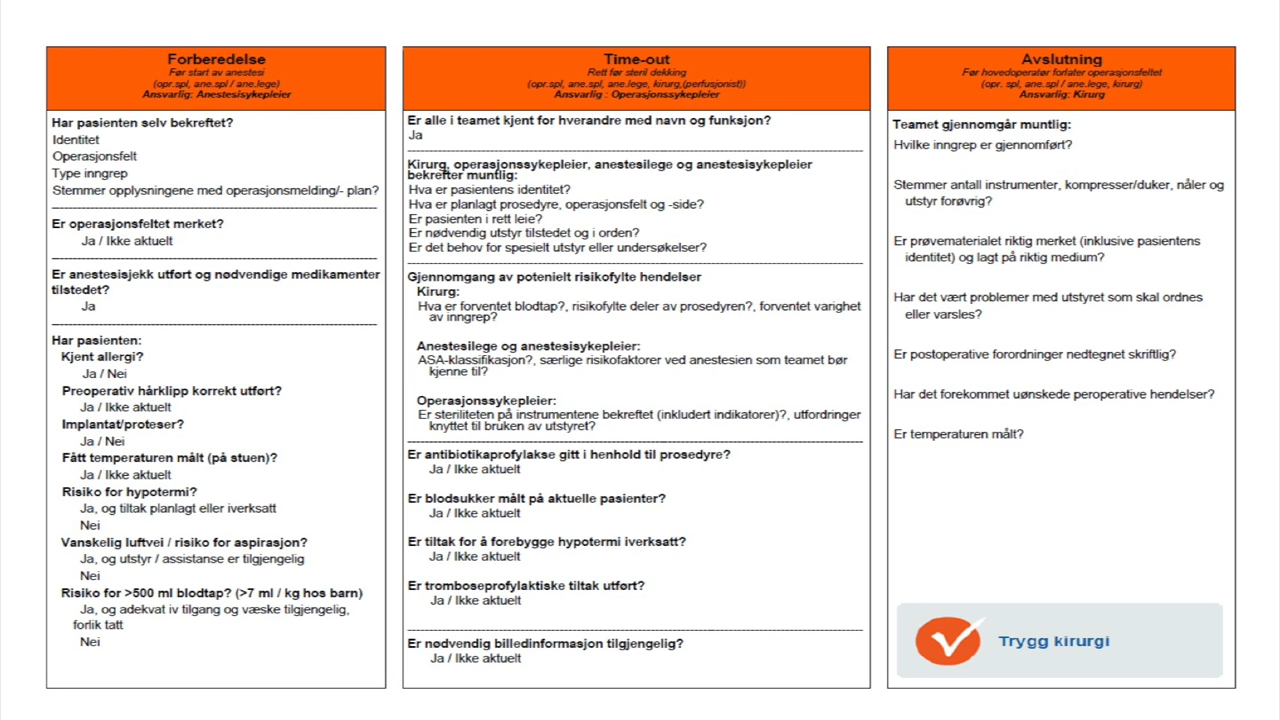 Forberedelse
Før start av anestesi
(opr.spl, ane.spl / ane.lege)
Ansvarlig: Anestesisykepleier
Har pasienten selv bekreftet?
Identitet
Operasjonsfelt
Type inngrep
Stemmer opplysningene med operasjonsmelding/- plan?
Er operasjonsfeltet merket?
Ja / Ikke aktuelt
Er anestesisjekk utført og nødvendige medikamenter
tilstedet?
Ja
Har pasienten:
Kjent allergi?
Ja / Nei
Preoperativ hårklipp korrekt utført?
Ja / Ikke aktuelt
Implantat/proteser?
Ja / Nei
Fått temperaturen målt (på stuen)?
Ja / Ikke aktuelt
Risiko for hypotermi?
Ja, og tiltak planlagt eller iverksatt
Nei
Vanskelig luftvei / risiko for aspirasjon?
Ja, og utstyr / assistanse er tilgjengelig
Nei
Risiko for >500 ml blodtap? (>7 ml / kg hos barn)
Ja, og adekvat iv tilgang og væske tilgjengelig,
forlik tatt
Nei
Time-out
Rett før steril dekking
(opr.spl, ane.spl, ane.lege, kirurg,(perfusjonist))
Ansvarlig : Operasjonssykepleier
Er alle i teamet kjent for hverandre med navn og funksjon?
Ja
Kirurg, operasjonssykepleier, anestesilege og anestesisykepleier
bekrefter muntlig:
Hva er pasientens identitet?
Hva er planlagt prosedyre, operasjonsfelt og -side?
Er pasienten i rett leie?
Er nødvendig utstyr tilstedet og i orden?
Er det behov for spesielt utstyr eller undersøkelser?
Gjennomgang av potenielt risikofylte hendelser
Kirurg:
Hva er forventet blodtap?, risikofylte deler av prosedyren?, forventet varighet
av inngrep?
Anestesilege og anestesisykepleier:
ASA-klassifikasjon?, særlige risikofaktorer ved anestesien som teamet bør
kjenne til?
Operasjonssykepleier:
Er steriliteten på instrumentene bekreftet (inkludert indikatorer)?, utfordringer
knyttet til bruken av utstyret?
Er antibiotikaprofylakse gitt i henhold til prosedyre?
Ja / Ikke aktuelt
Er blodsukker målt på aktuelle pasienter?
Ja / Ikke aktuelt
Er tiltak for å forebygge hypotermi iverksatt?
Ja / Ikke aktuelt
Er tromboseprofylaktiske tiltak utført?
Ja / Ikke aktuelt
Er nødvendig billedinformasjon tilgjengelig?
Ja / Ikke aktuelt
Avslutning
Før hovedoperatør forlater operasjonsfeltet
(opr. spl, ane.spl / ane.lege, kirurg)
Ansvarlig: Kirurg
Teamet gjennomgår muntlig:
Hvilke inngrep er gjennomført?
Stemmer antall instrumenter, kompresser/duker, nåler og
utstyr forøvrig?
Er prøvematerialet riktig merket (inklusive pasientens
identitet) og lagt på riktig medium?
Har det vært problemer med utstyret som skal ordnes
eller varsles?
Er postoperative forordninger nedtegnet skriftlig?
Har det forekommet uønskede peroperative hendelser?
Er temperaturen målt?
Trygg kirurgi